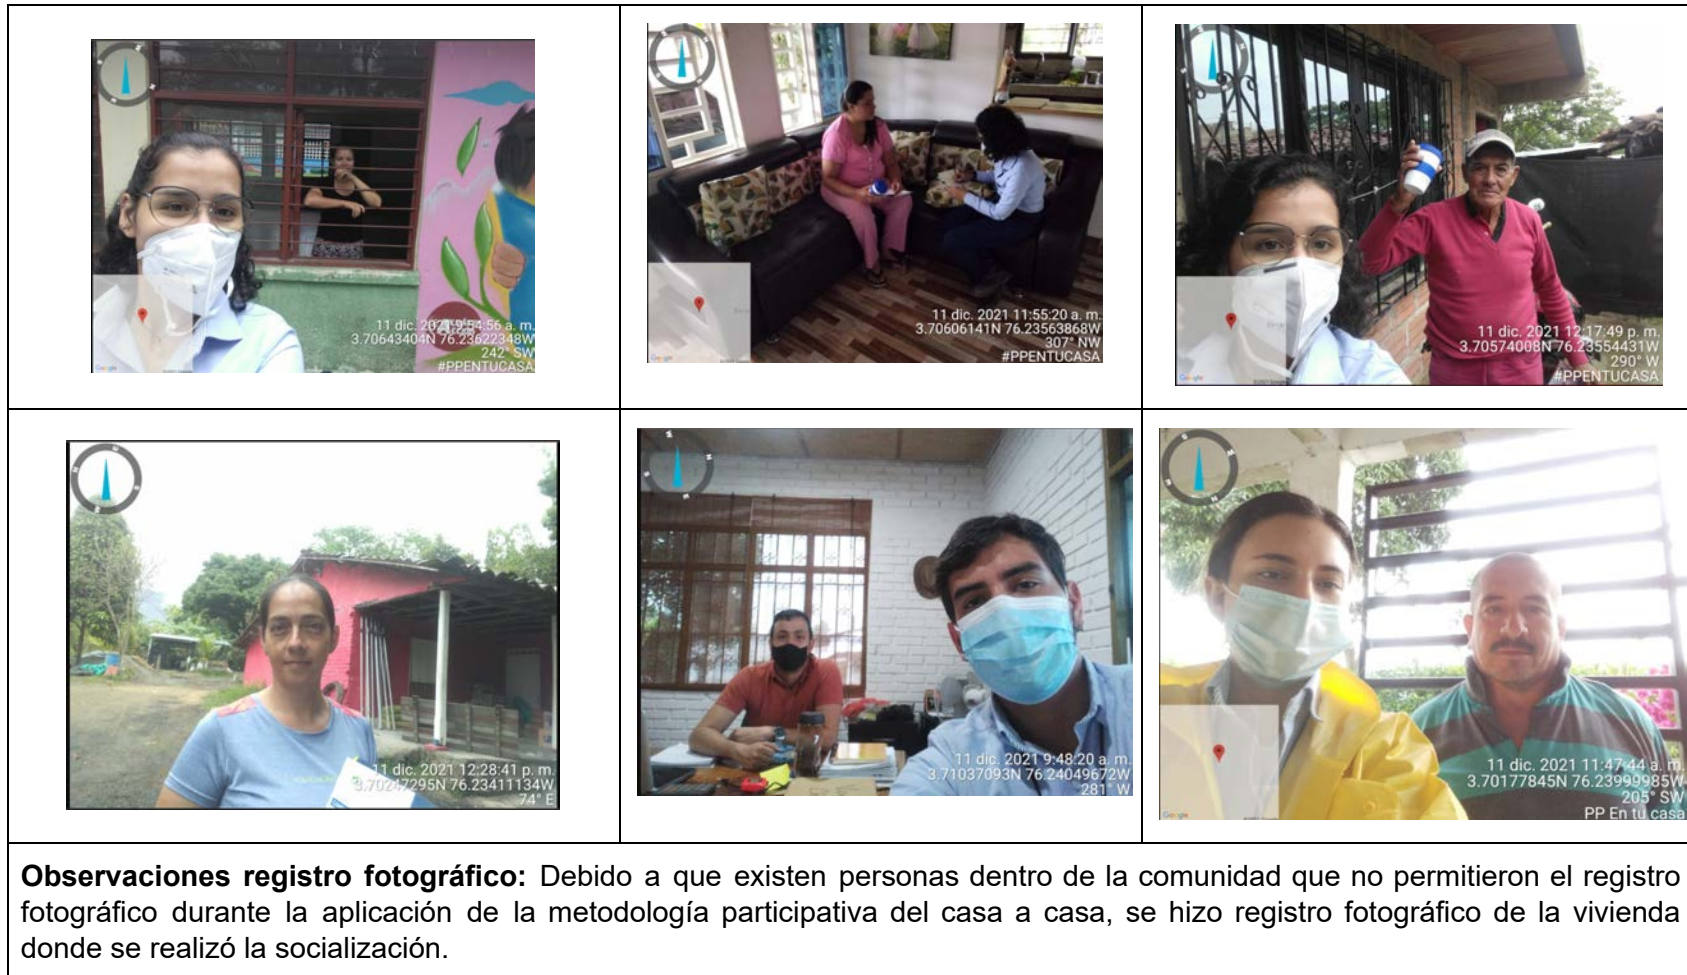 11 dic. 2021 9:54:56 a. m.
3.70643404N 76.23622348W
242° SW
#PPENTUCASA
Google
11 dic. 2021 11:55:20 a. m.
3.70606141N 76.23563868W
307° NW
#PPENTUCASA
Google
11 dic. 2021 12:17:49 p. m.
3.70574008N 76.23554431W
290° W
#PPENTUCASA
Google
11 dic. 2021 12:28:41 p. m.
3.70247295N 76.23411134W
74° E
11 dic. 2021 9:48:20 a. m.
3.71037093N 76.24049672W
281° W
11 dic. 2021 11:47:44 a. m.
3.70177845N 76.23999985W
205° SW
PP En tu casa
Google
Observaciones registro fotográfico: Debido a que existen personas dentro de la comunidad que no permitieron el registro
fotográfico durante la aplicación de la metodología participativa del casa a casa, se hizo registro fotográfico de la vivienda
donde se realizó la socialización.